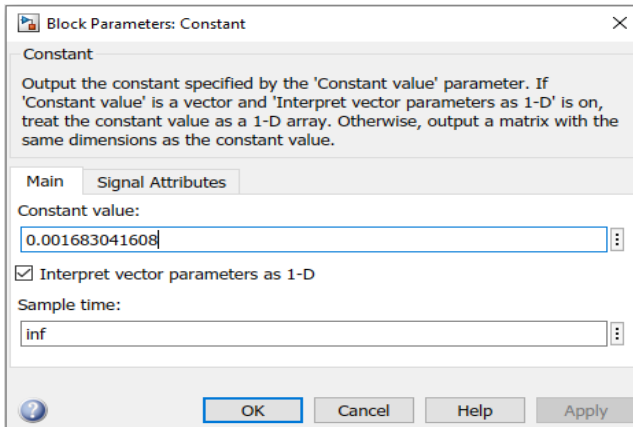 Block Parameters: Constant
Constant
Output the constant specified by the 'Constant value' parameter. If
'Constant value' is a vector and 'Interpret vector parameters as 1-D' is on,
treat the constant value as a 1-D array. Otherwise, output a matrix with the
same dimensions as the constant value.
Main Signal Attributes
Constant value:
0.001683041608
Interpret vector parameters as 1-D
Sample time:
inf
OK Cancel Help Apply